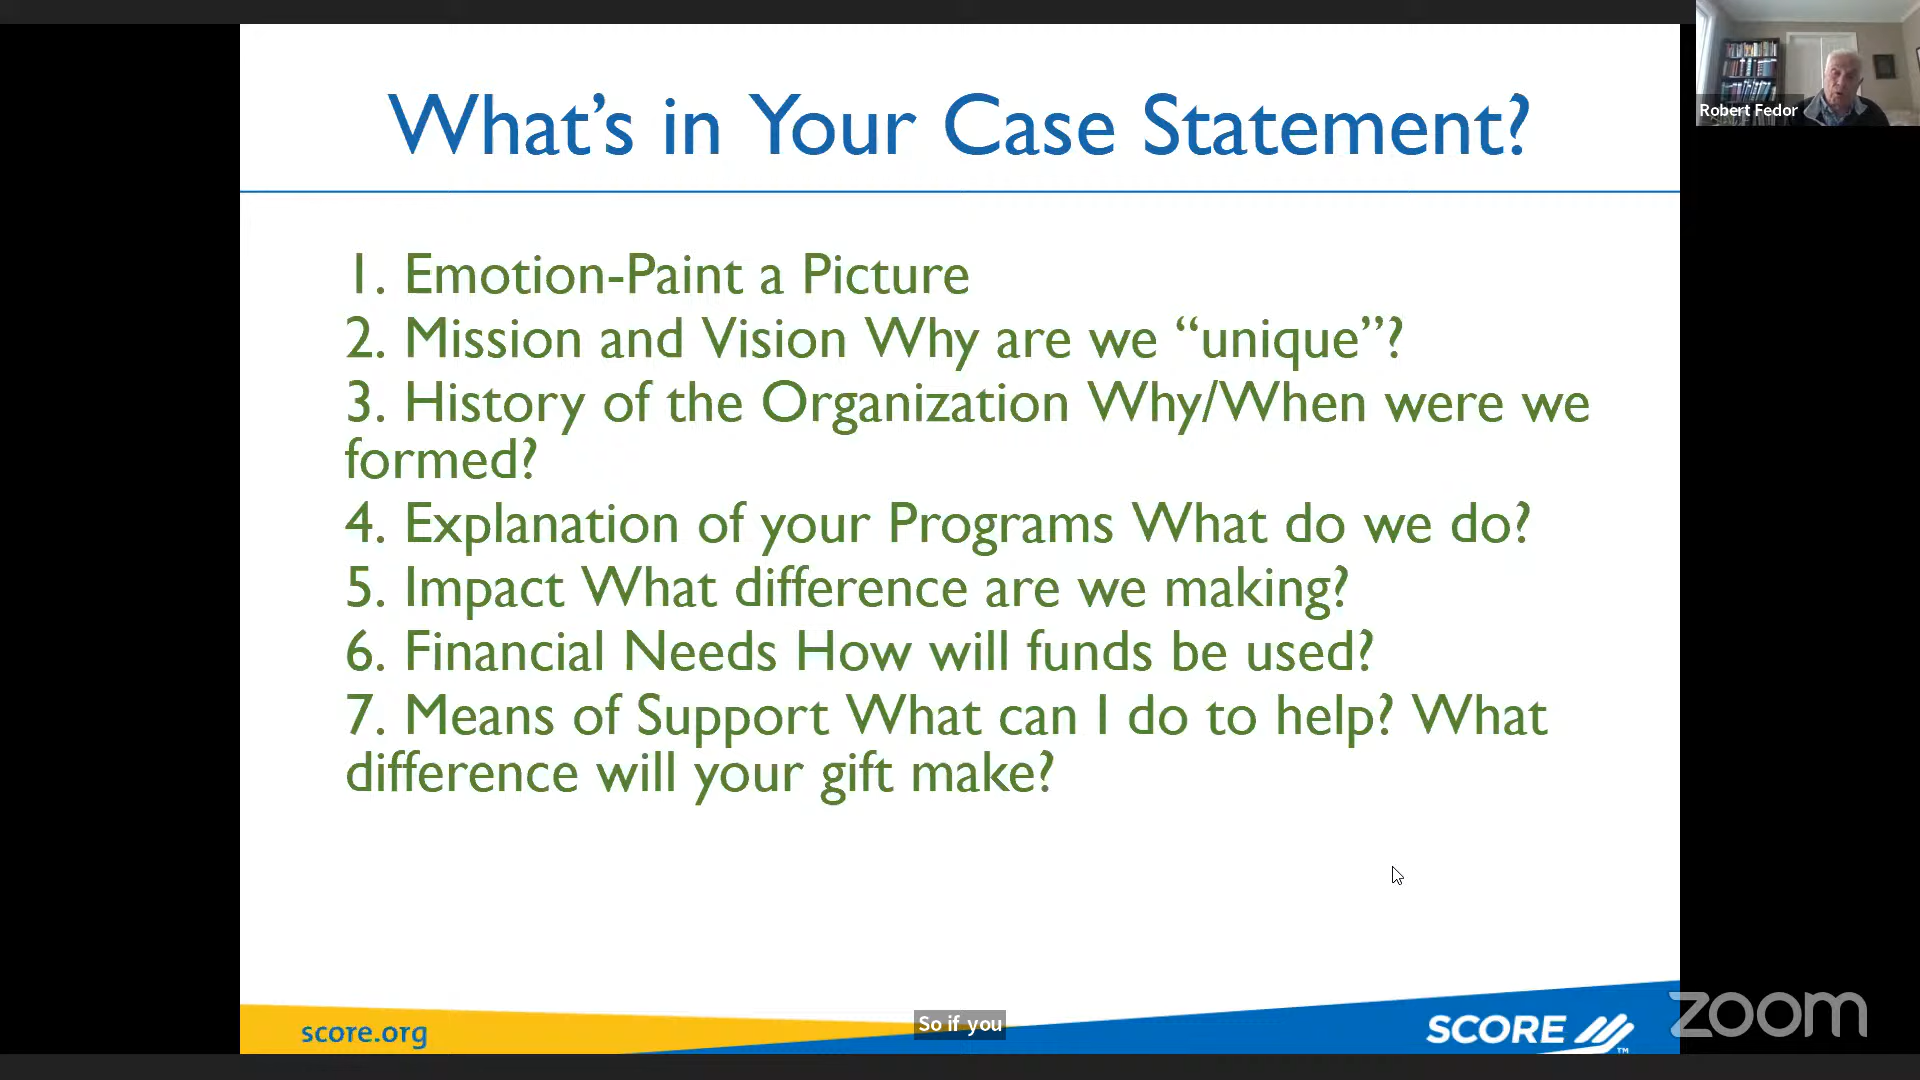 What’s in Your Case Statement?
Robert Fedor
1. Emotion-Paint a Picture
2. Mission and Vision Why are we “unique”?
3. History of the Organization Why/When were we
formed?
4. Explanation of your Programs What do we do?
5. Impact What difference are we making?
6. Financial Needs How will funds be used?
7. Means of Support What can I do to help? What
difference will your gift make?
score.org
So if you
SCORE
TM
zoom